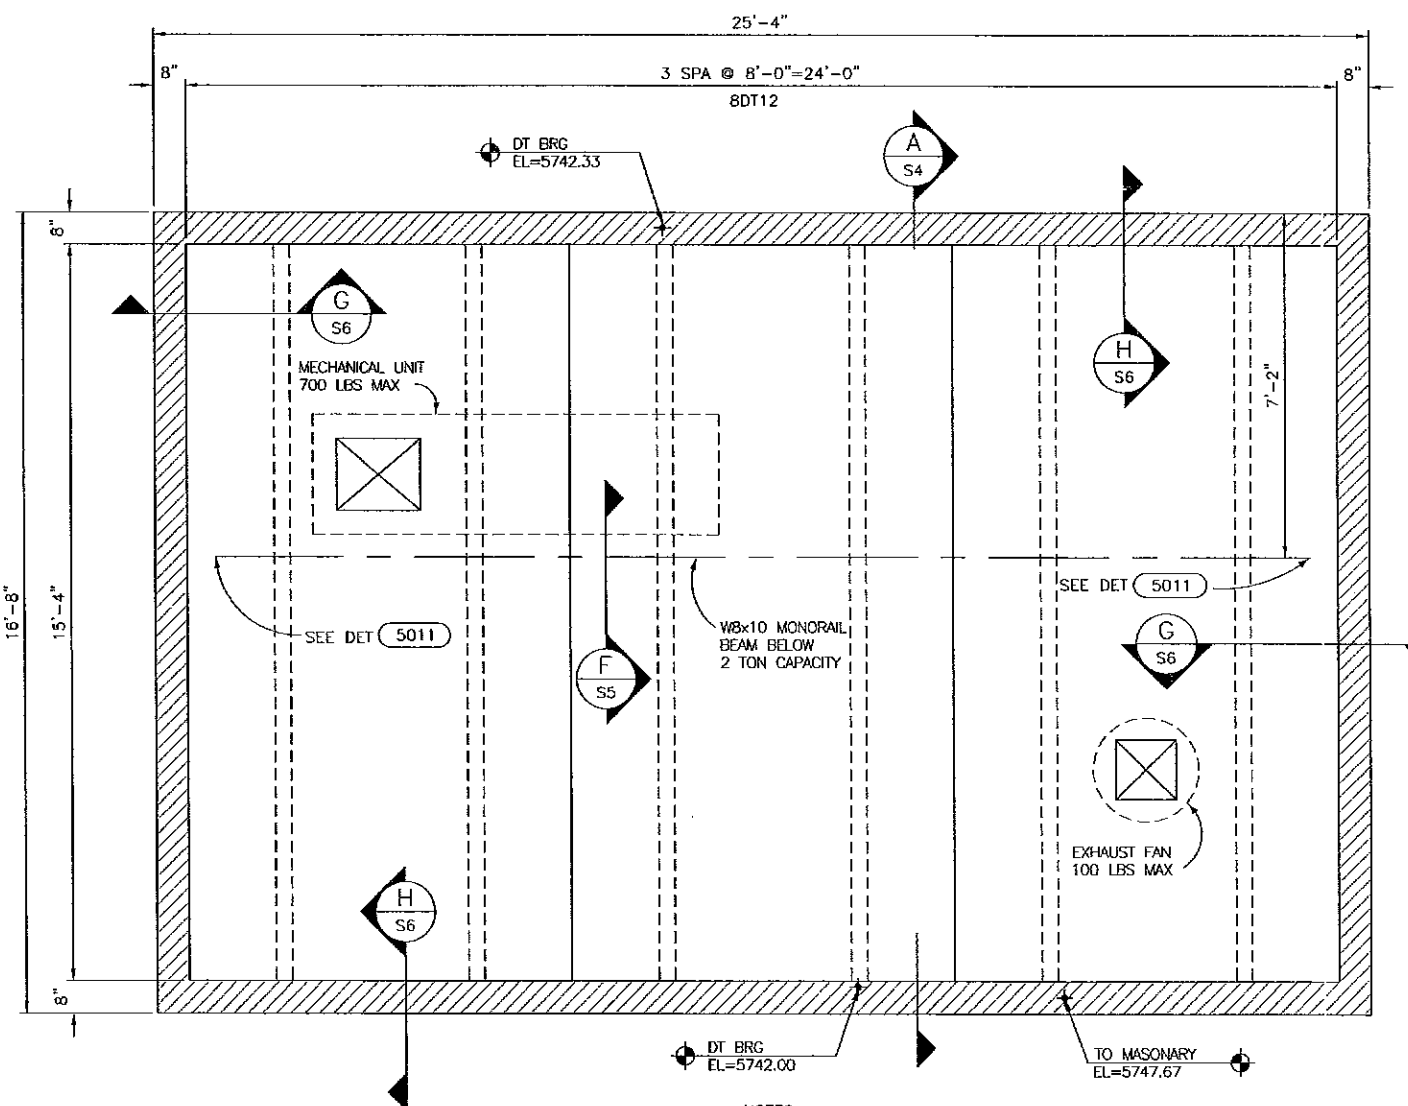 25'-4"
8"
3 SPA @ 8'-0"=24'-0"
8"
8DT12
DT BRG
EL=5742.33
A
S4
8"
G
S6
H
S6
MECHANICAL UNIT
700 LBS MAX
7'-2"
16'-8"
15'-4"
SEE DET 5011
SEE DET 5011
W8x10 MONORAIL
BEAM BELOW
2 TON CAPACITY
G
S6
F
S5
EXHAUST FAN
100 LBS MAX
H
S6
8"
DT BRG
EL=5742.00
TO MASONARY
EL=5747.67